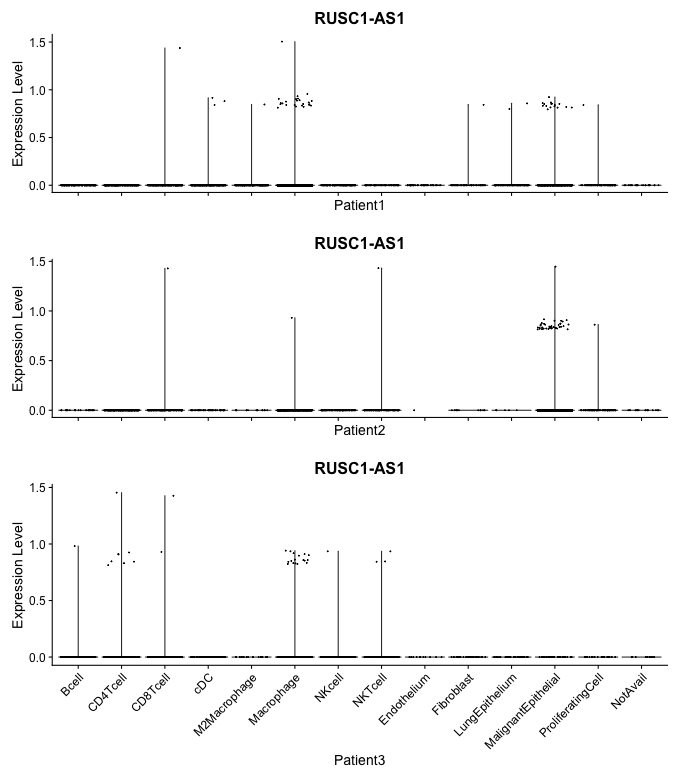 RUSC1-AS1
Expression Level
1.5
1.0
0.5
0.0
Patient1
RUSC1-AS1
Expression Level
1.5
1.0
0.5
0.0
Patient2
RUSC1-AS1
Expression Level
1.5
1.0
0.5
0.0
Bcell
CD4Tcell
CD8Tcell
cDC
M2Macrophage
Macrophage
NKcell
NKTcell
Endothelium
Fibroblast
LungEpithelium
MalignantEpithelial
ProliferatingCell
NotAvail
Patient3